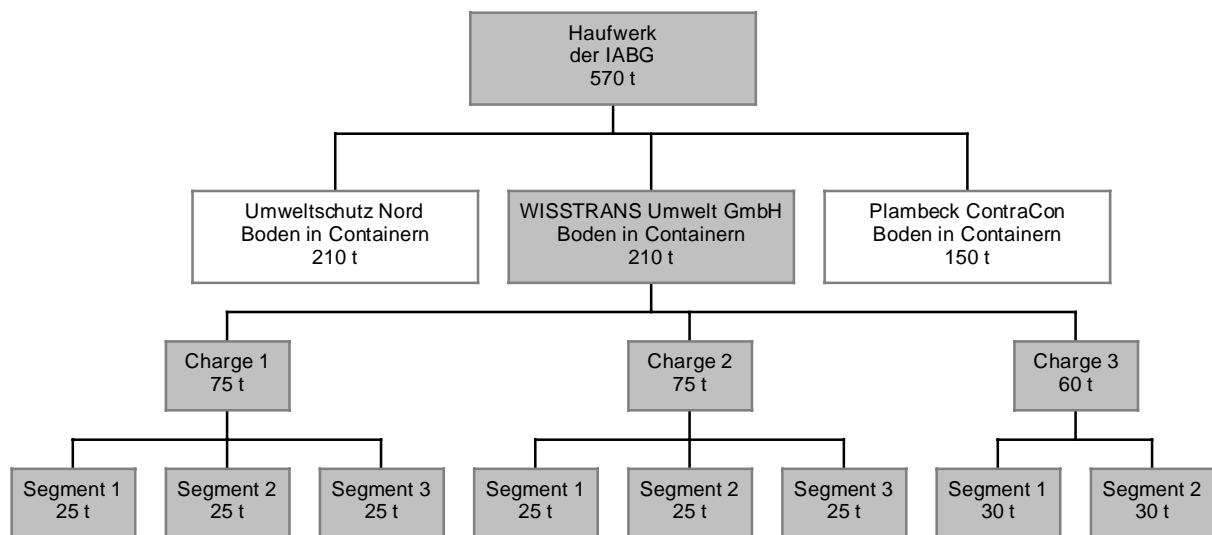 Haufwerk
der IABG
570 t
Umweltschutz Nord
Boden in Containern
210 t
WISSTRANS Umwelt GmbH
Boden in Containern
210 t
Plambeck ContraCon
Boden in Containern
150 t
Charge 1
75 t
Charge 2
75 t
Charge 3
60 t
Segment 1
25 t
Segment 2
25 t
Segment 3
25 t
Segment 1
25 t
Segment 2
25 t
Segment 3
25 t
Segment 1
30 t
Segment 2
30 t